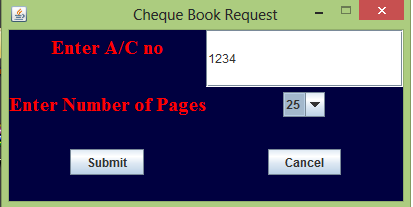 Cheque Book Request
Enter A/C no
1234
Enter Number of Pages
25
Submit
Cancel